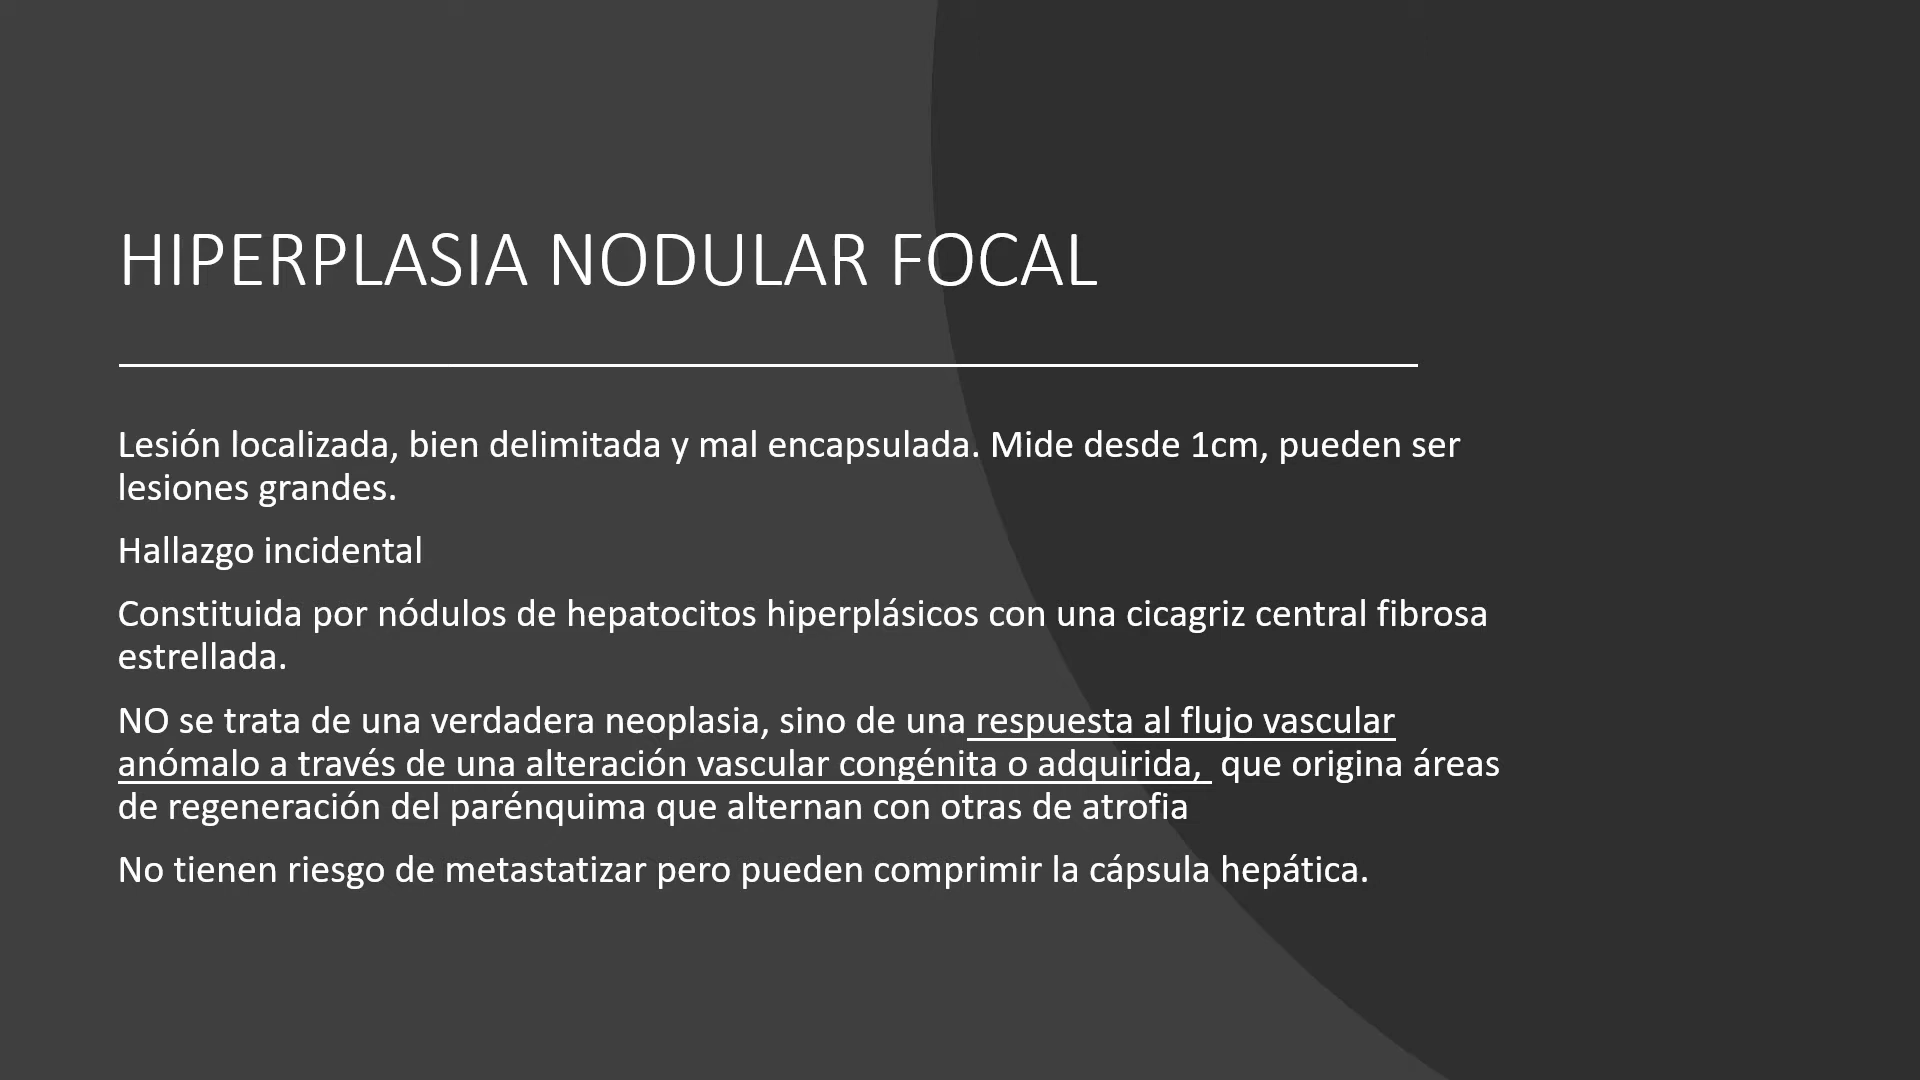 HIPERPLASIA NODULAR FOCAL
Lesión localizada, bien delimitada y mal encapsulada. Mide desde 1cm, pueden ser
lesiones grandes.
Hallazgo incidental
Constituida por nódulos de hepatocitos hiperplásicos con una cicagriz central fibrosa
estrellada.
NO se trata de una verdadera neoplasia, sino de una respuesta al flujo vascular
anómalo a través de una alteración vascular congénita o adquirida, que origina áreas
de regeneración del parénquima que alternan con otras de atrofia
No tienen riesgo de metastatizar pero pueden comprimir la cápsula hepática.